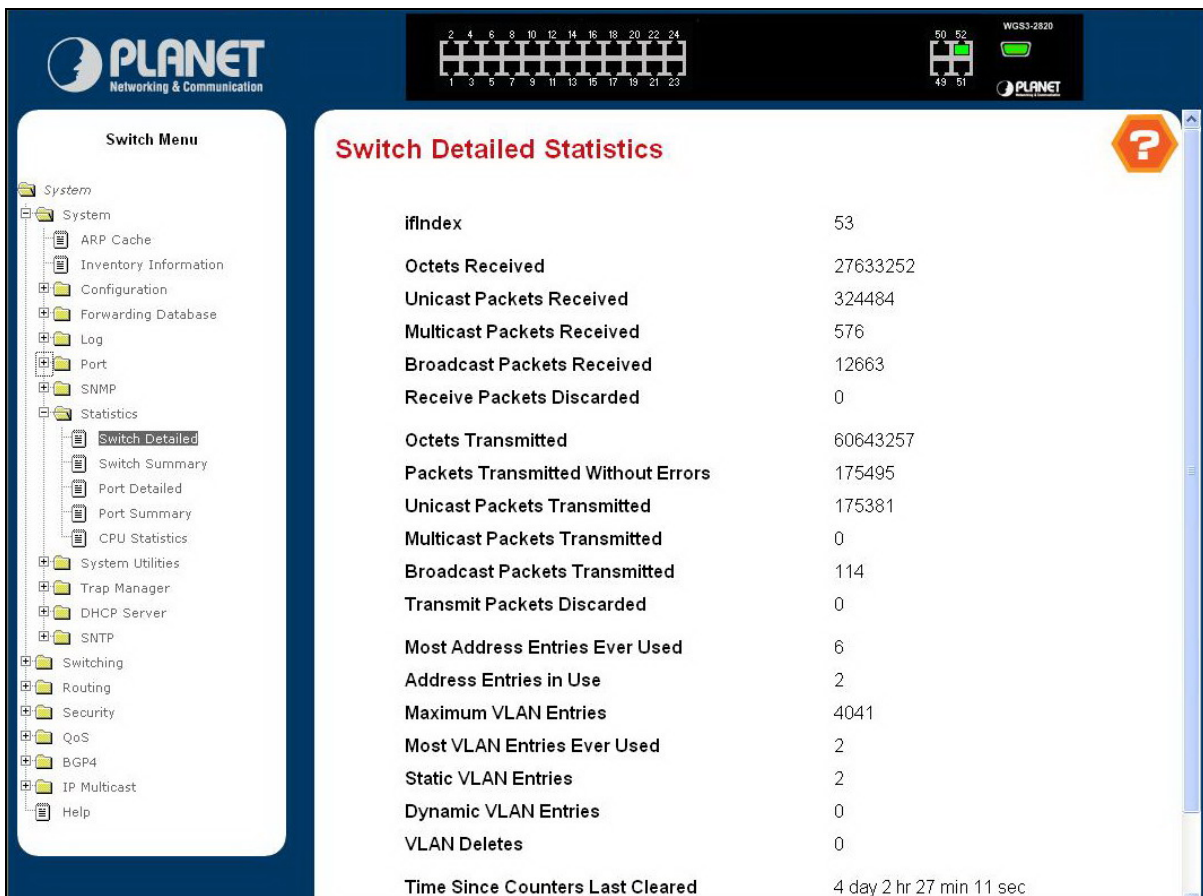 PLANET
Networking & Communication
2 4 6 8 10 12 14 16 18 20 22 24
1 3 5 7 9 11 13 15 17 19 21 23
50 52
49 51
WGS3-2820
PLANET
Switch Menu
System
System
ARP Cache
Inventory Information
Configuration
Forwarding Database
Log
Port
SNMP
Statistics
Switch Detailed
Switch Summary
Port Detailed
Port Summary
CPU Statistics
System Utilities
Trap Manager
DHCP Server
SNTP
Switching
Routing
Security
QoS
BGP4
IP Multicast
Help
Switch Detailed Statistics
?
ifIndex 53
Octets Received 27633252
Unicast Packets Received 324484
Multicast Packets Received 576
Broadcast Packets Received 12663
Receive Packets Discarded 0
Octets Transmitted 60643257
Packets Transmitted Without Errors 175495
Unicast Packets Transmitted 175381
Multicast Packets Transmitted 0
Broadcast Packets Transmitted 114
Transmit Packets Discarded 0
Most Address Entries Ever Used 6
Address Entries in Use 2
Maximum VLAN Entries 4041
Most VLAN Entries Ever Used 2
Static VLAN Entries 2
Dynamic VLAN Entries 0
VLAN Deletes 0
Time Since Counters Last Cleared 4 day 2 hr 27 min 11 sec